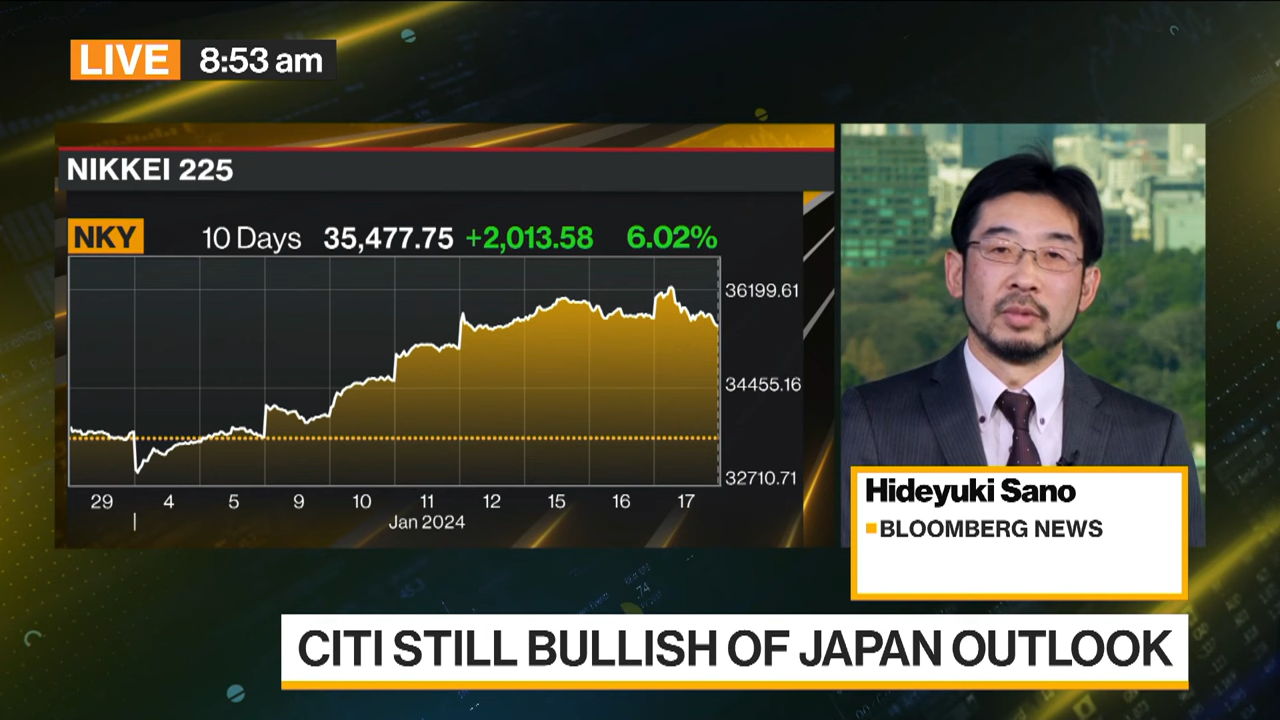 LIVE 8:53 am
NIKKEI 225
NKY 10 Days 35,477.75 +2,013.58 6.02%
36199.61
34455.16
32710.71
29 4 5 9 10 11 12 15 16 17
Jan 2024
Hideyuki Sano
BLOOMBERG NEWS
CITI STILL BULLISH OF JAPAN OUTLOOK